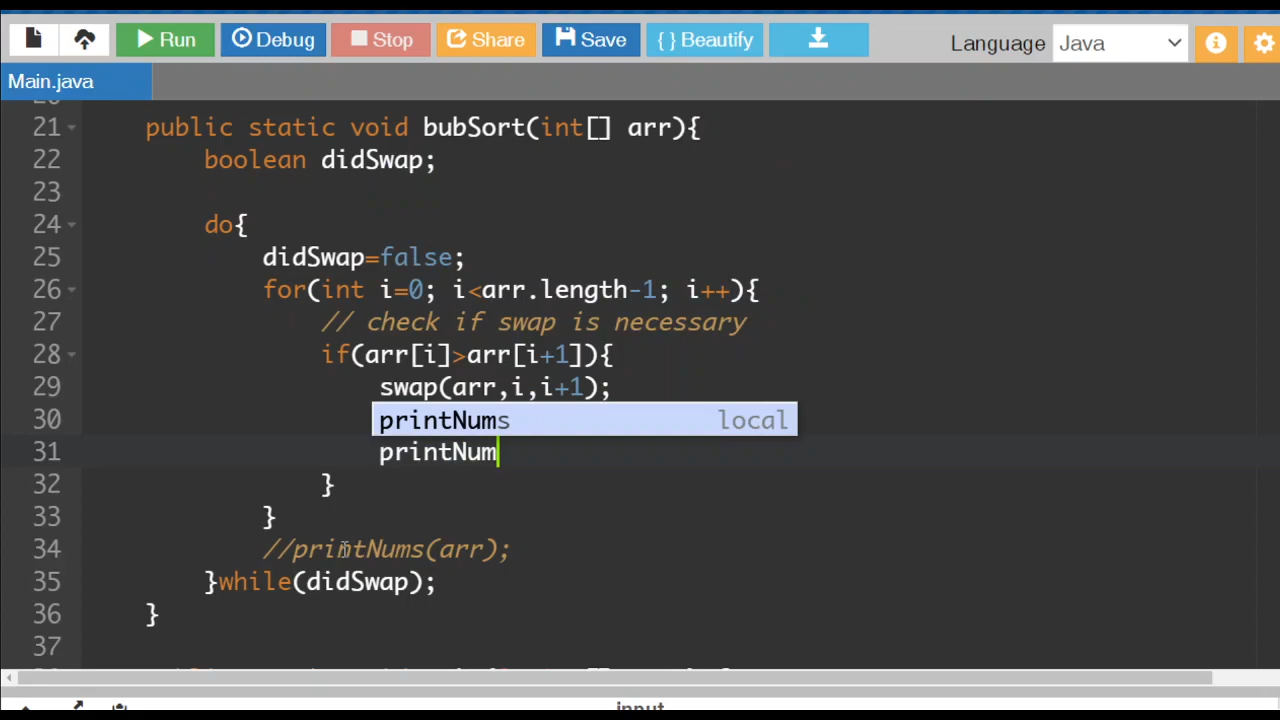 Run Debug Stop Share Save { } Beautify Language Java
Main.java
21 public static void bubSort(int[] arr){
22 boolean didSwap;
23
24 do{
25 didSwap=false;
26 for(int i=0; i<arr.length-1; i++){
27 // check if swap is necessary
28 if(arr[i]>arr[i+1]){
29 swap(arr,i,i+1);
30 printNums local
31 printNum
32 }
33 }
34 //printNums(arr);
35 }while(didSwap);
36 }
37
input